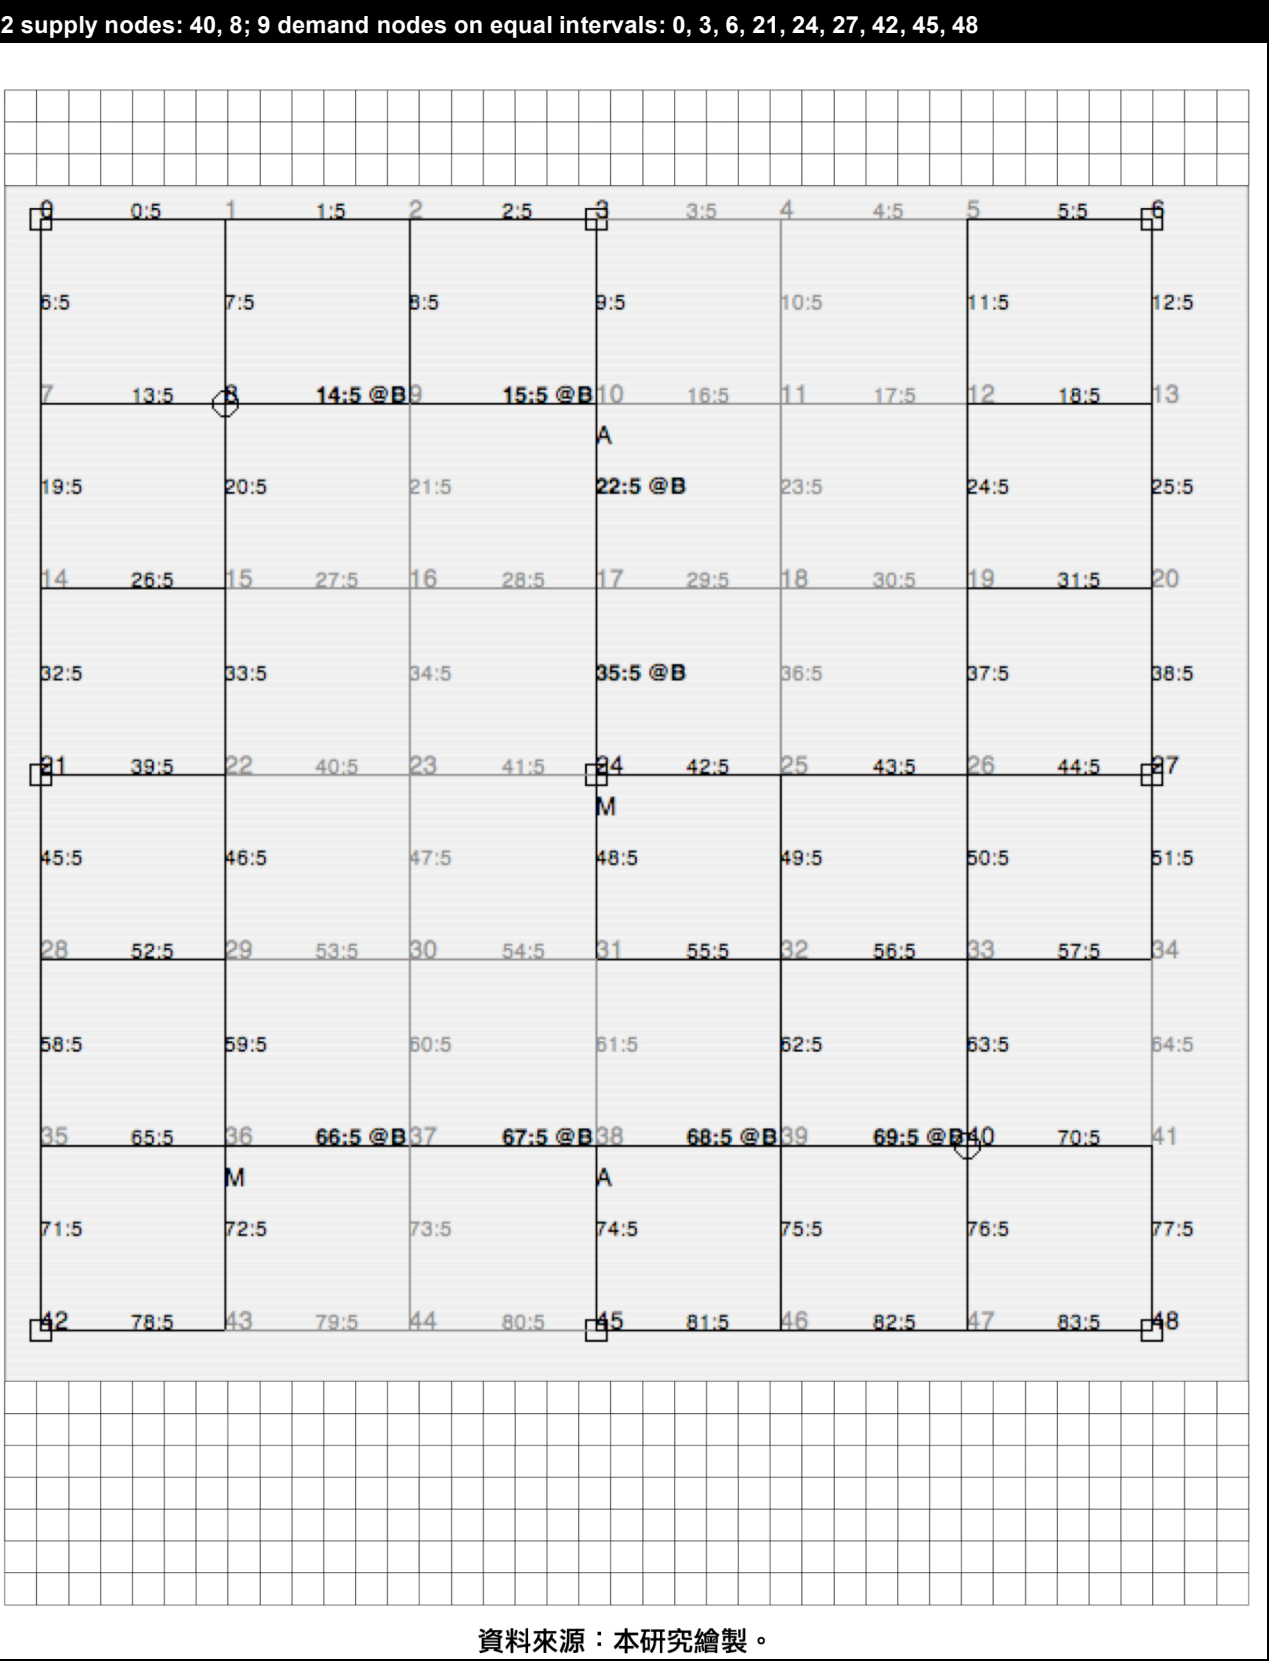 2 supply nodes: 40, 8; 9 demand nodes on equal intervals: 0, 3, 6, 21, 24, 27, 42, 45, 48
0 0:5 1 1:5 2 2:5 3 3:5 4 4:5 5 5:5 6
6:5 7:5 8:5 9:5 10:5 11:5 12:5
7 13:5 8 14:5 @B 9 15:5 @B 10 16:5 11 17:5 12 18:5 13
A
19:5 20:5 21:5 22:5 @B 23:5 24:5 25:5
14 26:5 15 27:5 16 28:5 17 29:5 18 30:5 19 31:5 20
32:5 33:5 34:5 35:5 @B 36:5 37:5 38:5
21 39:5 22 40:5 23 41:5 24 42:5 25 43:5 26 44:5 27
M
45:5 46:5 47:5 48:5 49:5 50:5 51:5
28 52:5 29 53:5 30 54:5 31 55:5 32 56:5 33 57:5 34
58:5 59:5 60:5 61:5 62:5 63:5 64:5
35 65:5 36 66:5 @B 37 67:5 @B 38 68:5 @B 39 69:5 @B 40 70:5 41
M A
71:5 72:5 73:5 74:5 75:5 76:5 77:5
42 78:5 43 79:5 44 80:5 45 81:5 46 82:5 47 83:5 48
資料來源：本研究繪製。